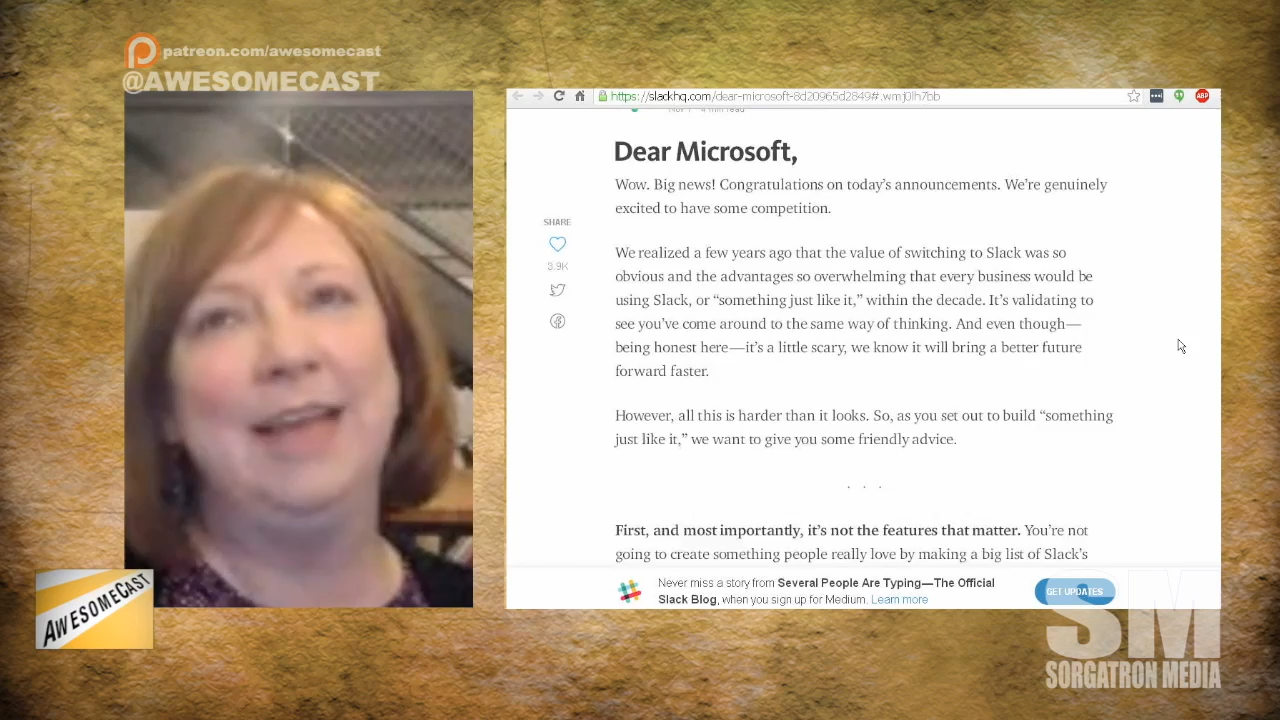 patreon.com/awesomecast
@AWESOMECAST
https://slackhq.com/dear-microsoft-8d20965d2849#.wmj0lh7bb
ABP
4 min read
Dear Microsoft,
Wow. Big news! Congratulations on today's announcements. We're genuinely
excited to have some competition.
SHARE
3.9K
We realized a few years ago that the value of switching to Slack was so
obvious and the advantages so overwhelming that every business would be
using Slack, or “something just like it,” within the decade. It's validating to
see you've come around to the same way of thinking. And even though—
being honest here—it's a little scary, we know it will bring a better future
forward faster.
However, all this is harder than it looks. So, as you set out to build “something
just like it,” we want to give you some friendly advice.
. . .
First, and most importantly, it's not the features that matter. You're not
going to create something people really love by making a big list of Slack's
Never miss a story from Several People Are Typing—The Official
Slack Blog, when you sign up for Medium. Learn more
GET UPDATES
AWESOMECAST
SM
SORGATRON MEDIA